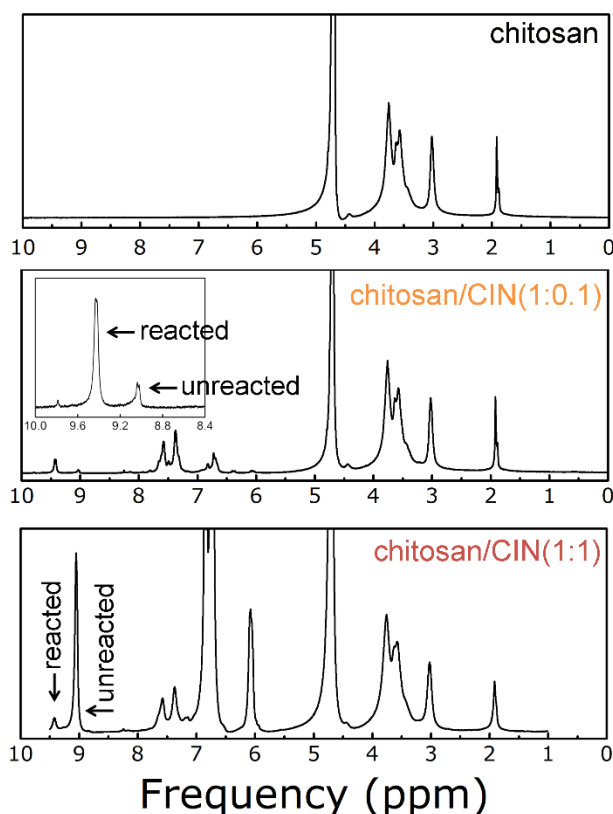 chitosan
10 9 8 7 6 5 4 3 2 1 0
chitosan/CIN(1:0.1)
reacted
unreacted
10.0 9.6 9.2 8.8 8.4
10 9 8 7 6 5 4 3 2 1 0
chitosan/CIN(1:1)
reacted
unreacted
10 9 8 7 6 5 4 3 2 1 0
Frequency (ppm)